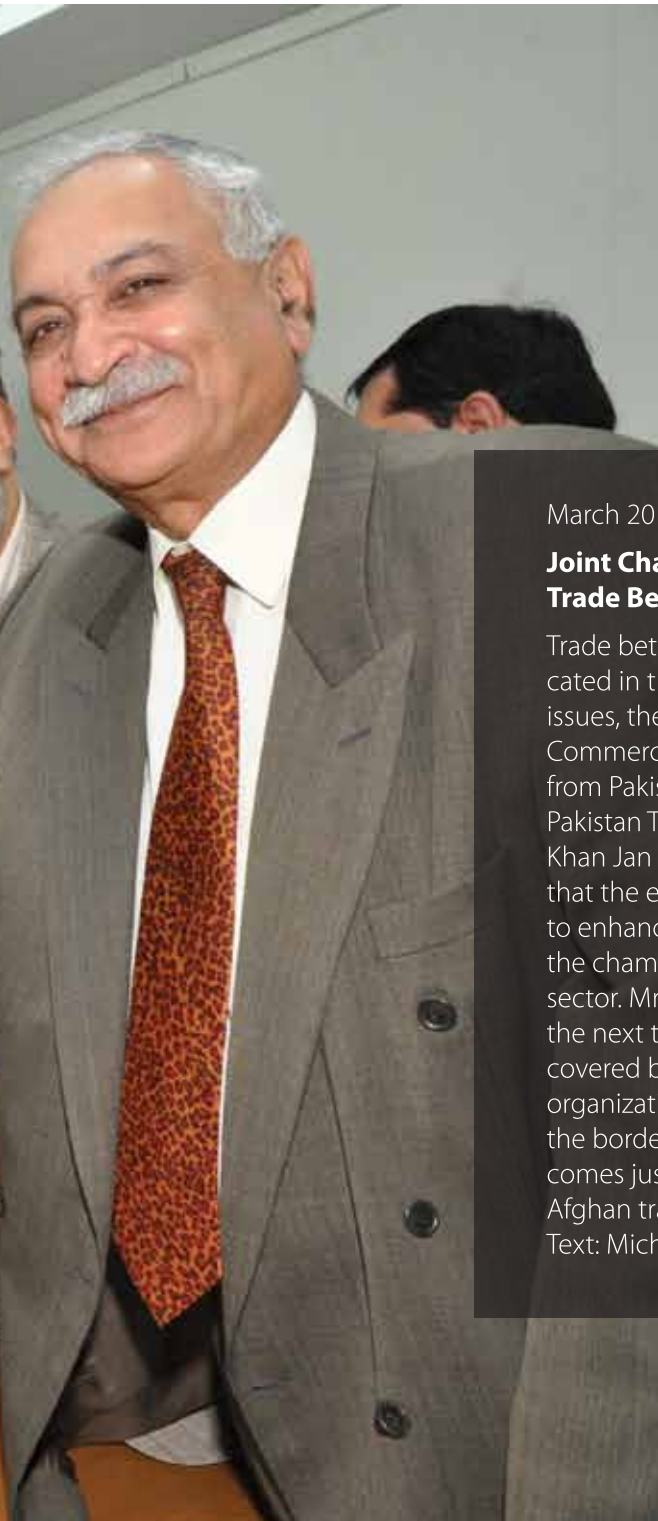 March 20
Joint Cha
Trade Be
Trade bet
cated in t
issues, the
Commerc
from Pakis
Pakistan T
Khan Jan
that the e
to enhanc
the cham
sector. Mr
the next t
covered b
organizat
the borde
comes jus
Afghan tra
Text: Mich